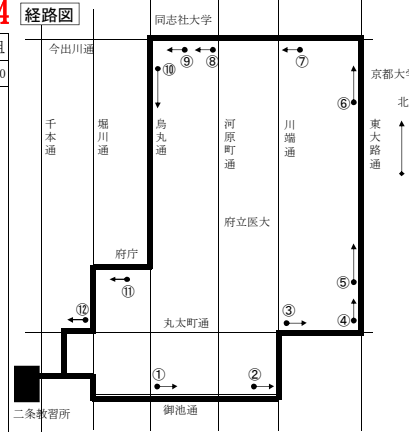 4 経路図
同志社大学
今出川通
⑨ ⑧ ⑦
⑩
京都大
⑥
北
千本通
堀川通
烏丸通
河原町通
川端通
東大路通
府立医大
府庁
⑪
⑤
⑫
③
④
丸太町通
① ②
二条教習所
御池通